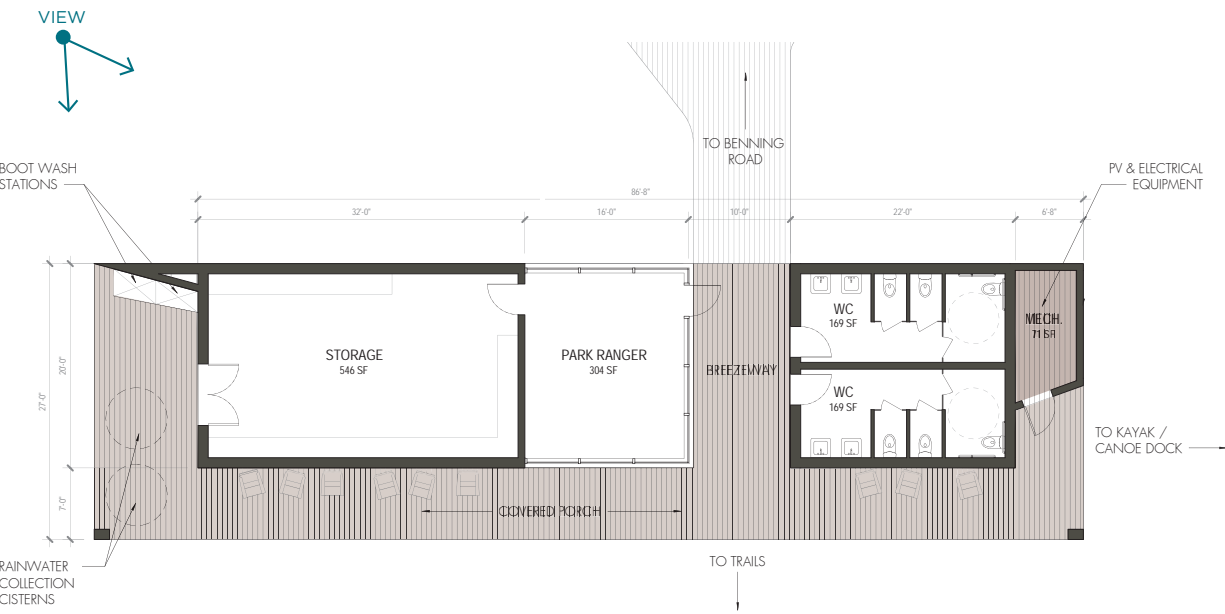 VIEW
TO BENNING
ROAD
BOOT WASH
STATIONS
PV & ELECTRICAL
EQUIPMENT
86'-8"
32'-0"
16'-0"
10'-0"
22'-0"
6'-8"
WC
169 SF
MECH.
71 SF
STORAGE
546 SF
PARK RANGER
304 SF
BREEZEWAY
20'-0"
27'-0"
WC
169 SF
TO KAYAK /
CANOE DOCK
7'-0"
COVERED PORCH
RAINWATER
COLLECTION
CISTERNS
TO TRAILS